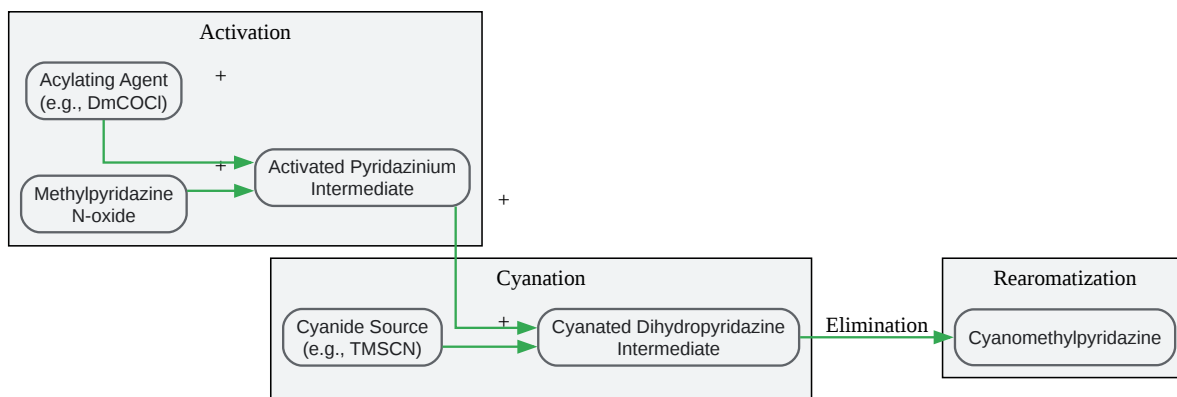 Activation
+
Acylating Agent
(e.g., DmCOCl)
+
Activated Pyridazinium
Intermediate
Methylpyridazine
N-oxide
+
Cyanation
Rearomatization
+
Cyanide Source
(e.g., TMSCN)
Cyanated Dihydropyridazine
Intermediate
Elimination
Cyanomethylpyridazine